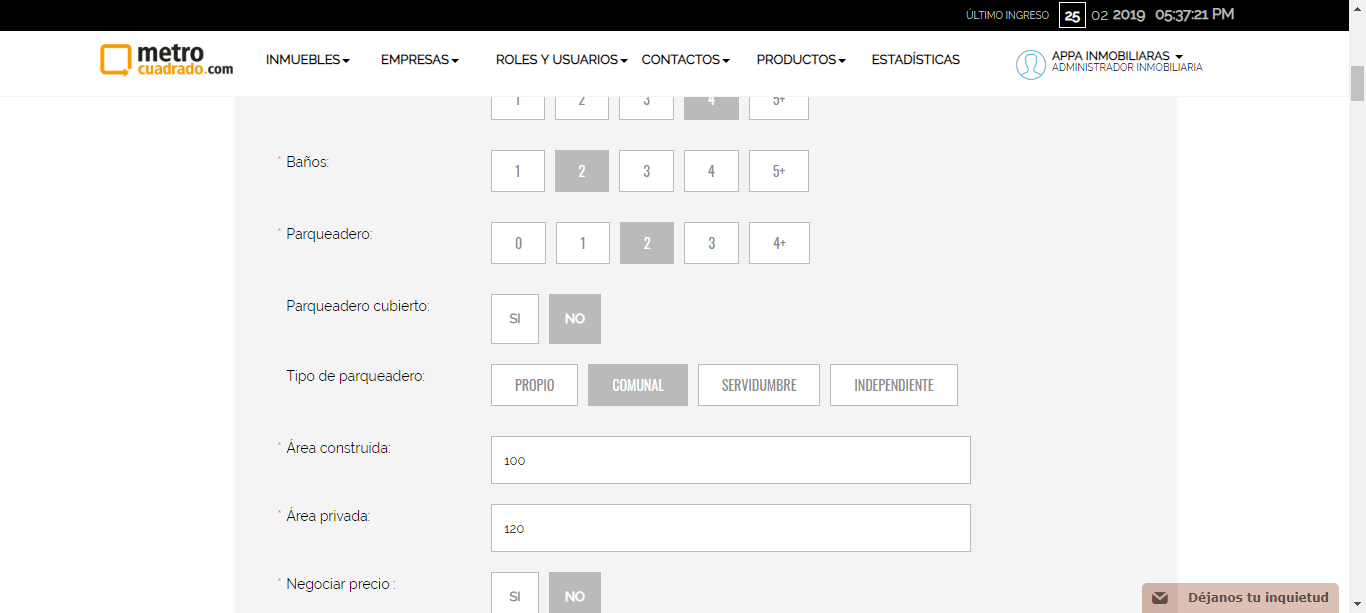 ÚLTIMO INGRESO 25 02 2019 05:37:21 PM
metro
cuadrado.com
INMUEBLES EMPRESAS ROLES Y USUARIOS CONTACTOS PRODUCTOS ESTADÍSTICAS
APPA INMOBILIARAS
ADMINISTRADOR INMOBILIARIA
1 2 3 4 5+
* Baños: 1 2 3 4 5+
* Parqueadero: 0 1 2 3 4+
Parqueadero cubierto: SI NO
Tipo de parqueadero: PROPIO COMUNAL SERVIDUMBRE INDEPENDIENTE
* Área construida: 100
* Área privada: 120
* Negociar precio : SI NO
Déjanos tu inquietud